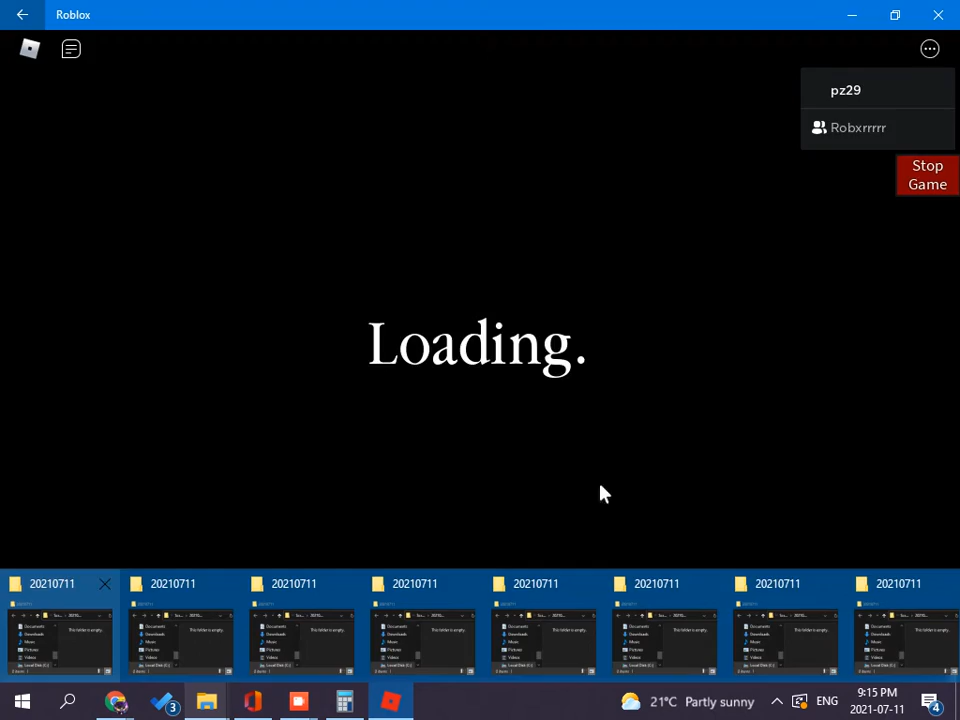 Roblox
pz29
Robxrrrrr
Stop
Game
Loading.
20210711 20210711 20210711 20210711 20210711 20210711 20210711 20210711
3 21°C Partly sunny ENG 9:15 PM
2021-07-11 4